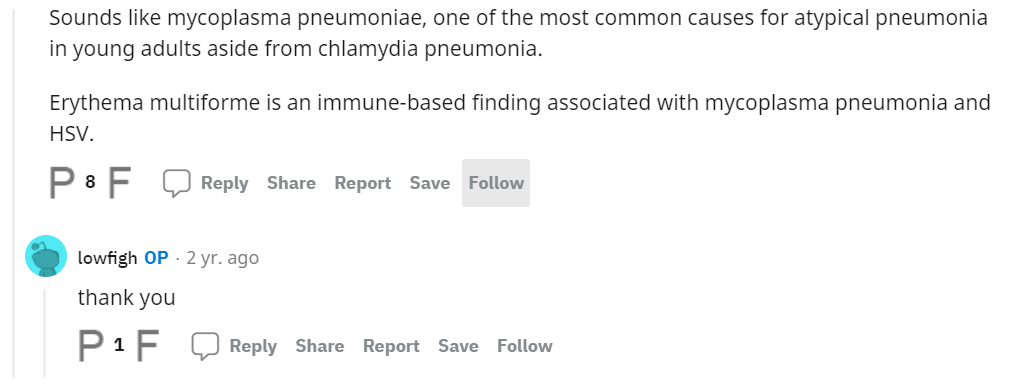 Sounds like mycoplasma pneumoniae, one of the most common causes for atypical pneumonia
in young adults aside from chlamydia pneumonia.
Erythema multiforme is an immune-based finding associated with mycoplasma pneumonia and
HSV.
P 8 F Reply Share Report Save Follow
lowfigh OP · 2 yr. ago
thank you
P 1 F Reply Share Report Save Follow